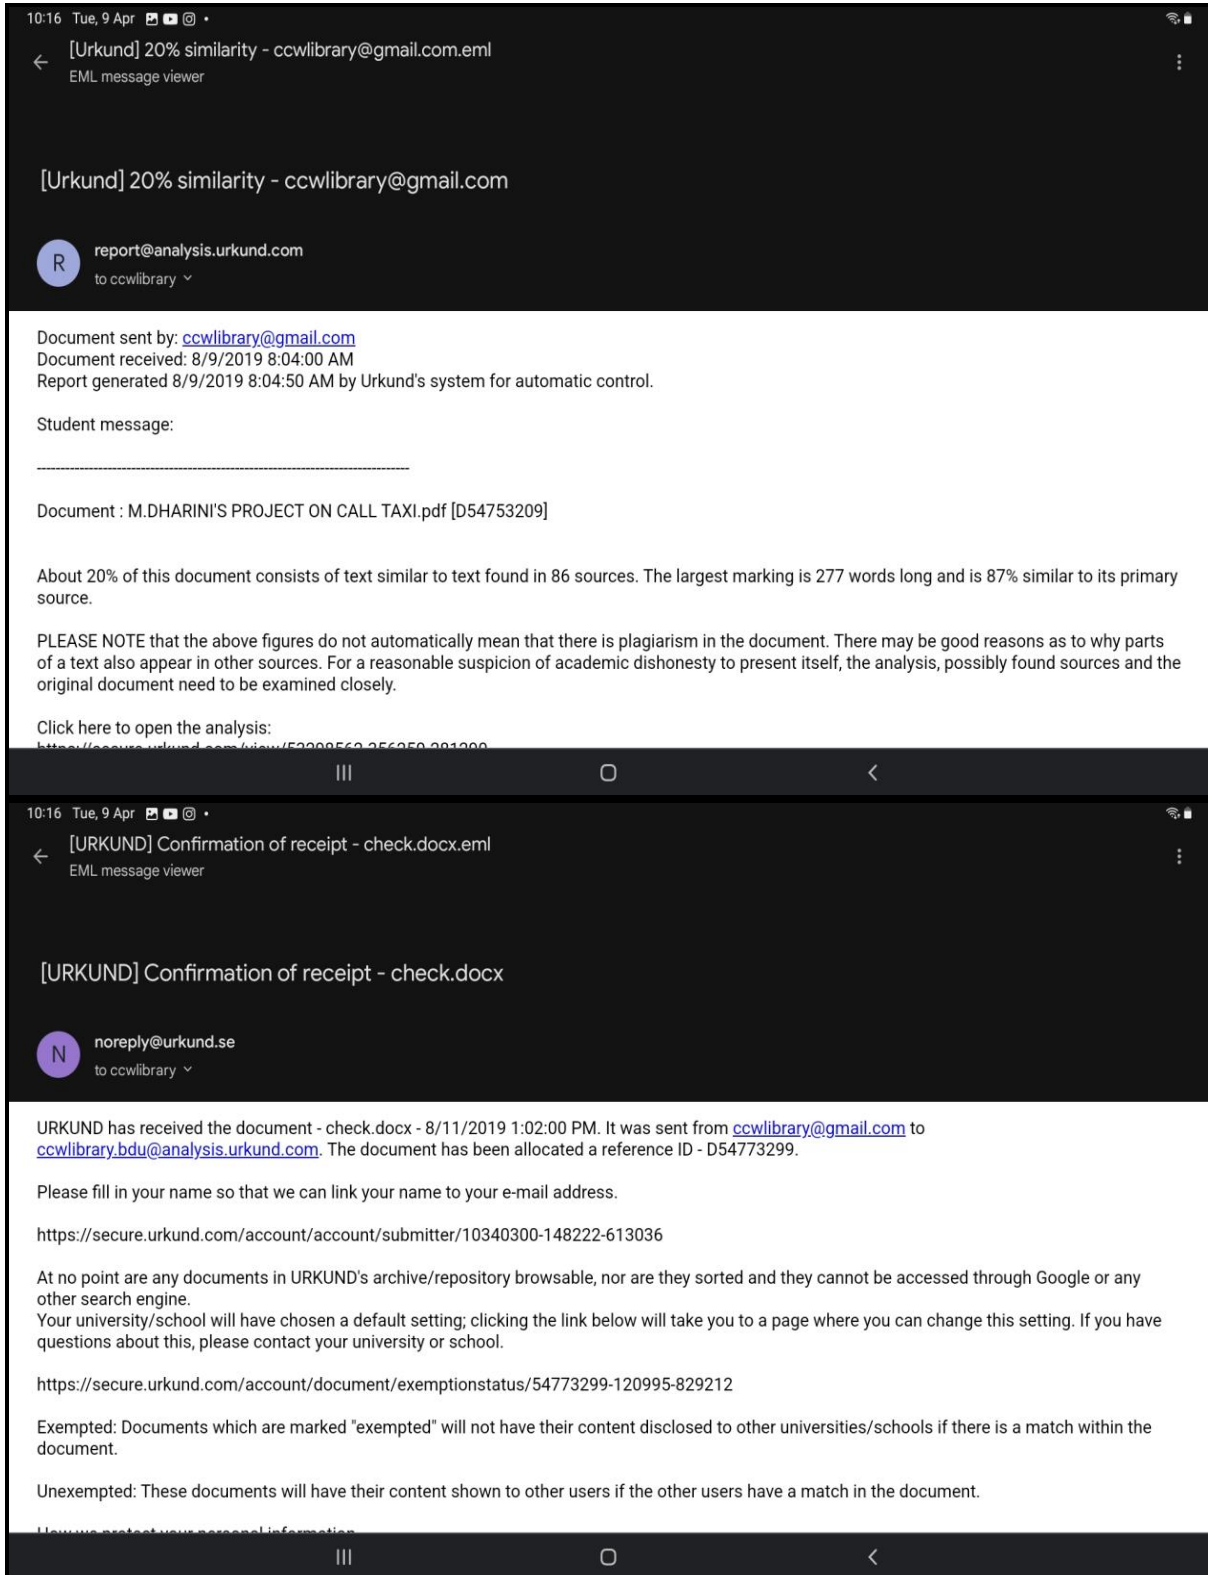 10:16 Tue, 9 Apr
[Urkund] 20% similarity - ccwlibrary@gmail.com.eml
EML message viewer
[Urkund] 20% similarity - ccwlibrary@gmail.com
R
report@analysis.urkund.com
to ccwlibrary
Document sent by: ccwlibrary@gmail.com
Document received: 8/9/2019 8:04:00 AM
Report generated 8/9/2019 8:04:50 AM by Urkund's system for automatic control.
Student message:
--------------------------------------------------------------------------------
Document : M.DHARINI'S PROJECT ON CALL TAXI.pdf [D54753209]
About 20% of this document consists of text similar to text found in 86 sources. The largest marking is 277 words long and is 87% similar to its primary
source.
PLEASE NOTE that the above figures do not automatically mean that there is plagiarism in the document. There may be good reasons as to why parts
of a text also appear in other sources. For a reasonable suspicion of academic dishonesty to present itself, the analysis, possibly found sources and the
original document need to be examined closely.
Click here to open the analysis:
10:16 Tue, 9 Apr
[URKUND] Confirmation of receipt - check.docx.eml
EML message viewer
[URKUND] Confirmation of receipt - check.docx
N
noreply@urkund.se
to ccwlibrary
URKUND has received the document - check.docx - 8/11/2019 1:02:00 PM. It was sent from ccwlibrary@gmail.com to
ccwlibrary.bdu@analysis.urkund.com. The document has been allocated a reference ID - D54773299.
Please fill in your name so that we can link your name to your e-mail address.
https://secure.urkund.com/account/account/submitter/10340300-148222-613036
At no point are any documents in URKUND's archive/repository browsable, nor are they sorted and they cannot be accessed through Google or any
other search engine.
Your university/school will have chosen a default setting; clicking the link below will take you to a page where you can change this setting. If you have
questions about this, please contact your university or school.
https://secure.urkund.com/account/document/exemptionstatus/54773299-120995-829212
Exempted: Documents which are marked "exempted" will not have their content disclosed to other universities/schools if there is a match within the
document.
Unexempted: These documents will have their content shown to other users if the other users have a match in the document.
How we protect your personal information